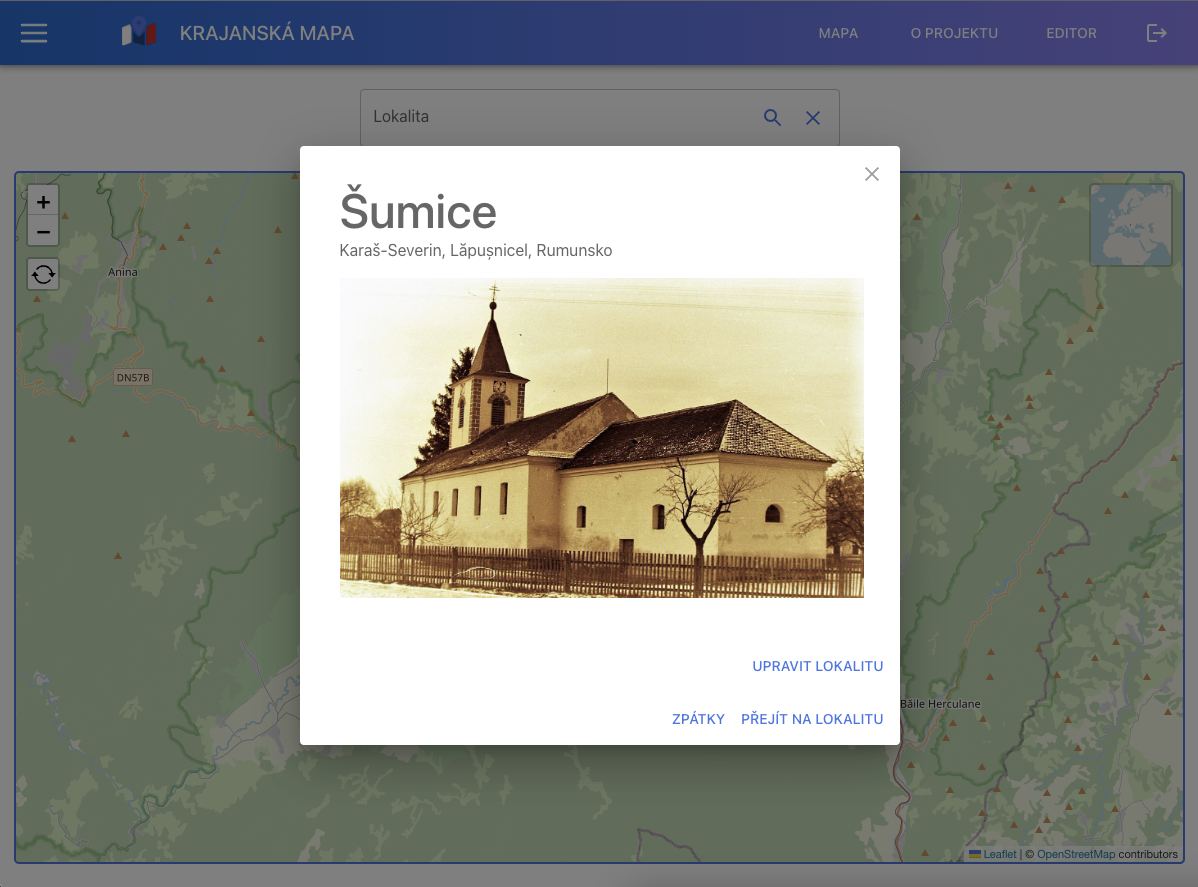 KRAJANSKÁ MAPA
MAPA
O PROJEKTU
EDITOR
Lokalita
+
−
Anina
DN57B
Šumice
Karaš-Severin, Lăpușnicel, Rumunsko
UPRAVIT LOKALITU
Băile Herculane
ZPÁTKY
PŘEJÍT NA LOKALITU
Leaflet | © OpenStreetMap contributors